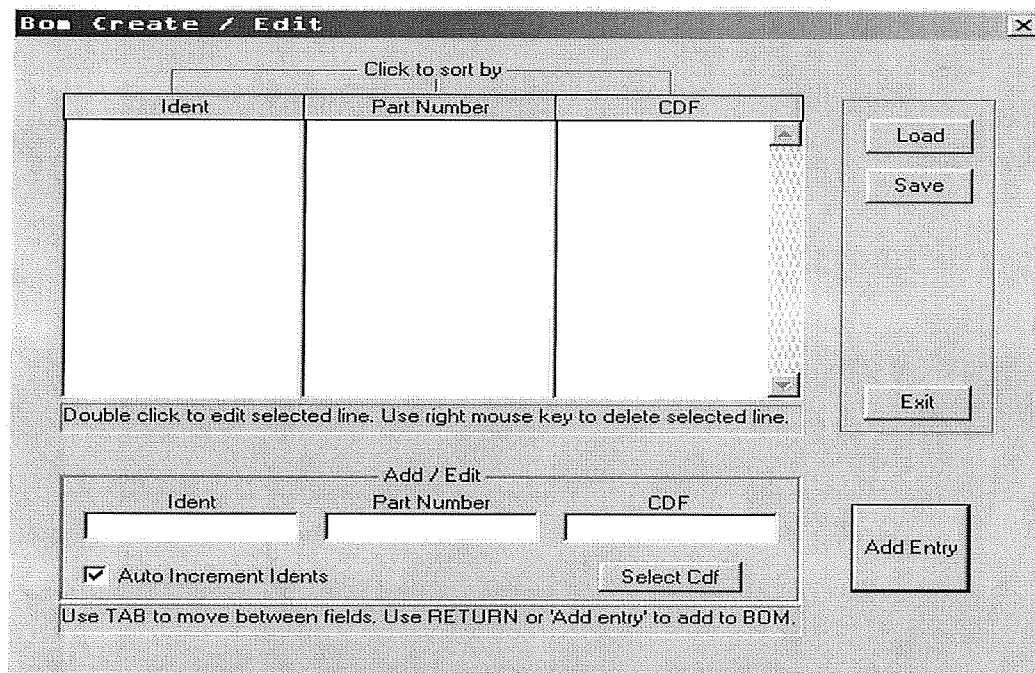 Bom Create / Edit
Click to sort by
Ident Part Number CDF
Load
Save
Exit
Double click to edit selected line. Use right mouse key to delete selected line.
Add / Edit
Ident Part Number CDF
Auto Increment Idents
Select Cdf
Add Entry
Use TAB to move between fields. Use RETURN or 'Add entry' to add to BOM.